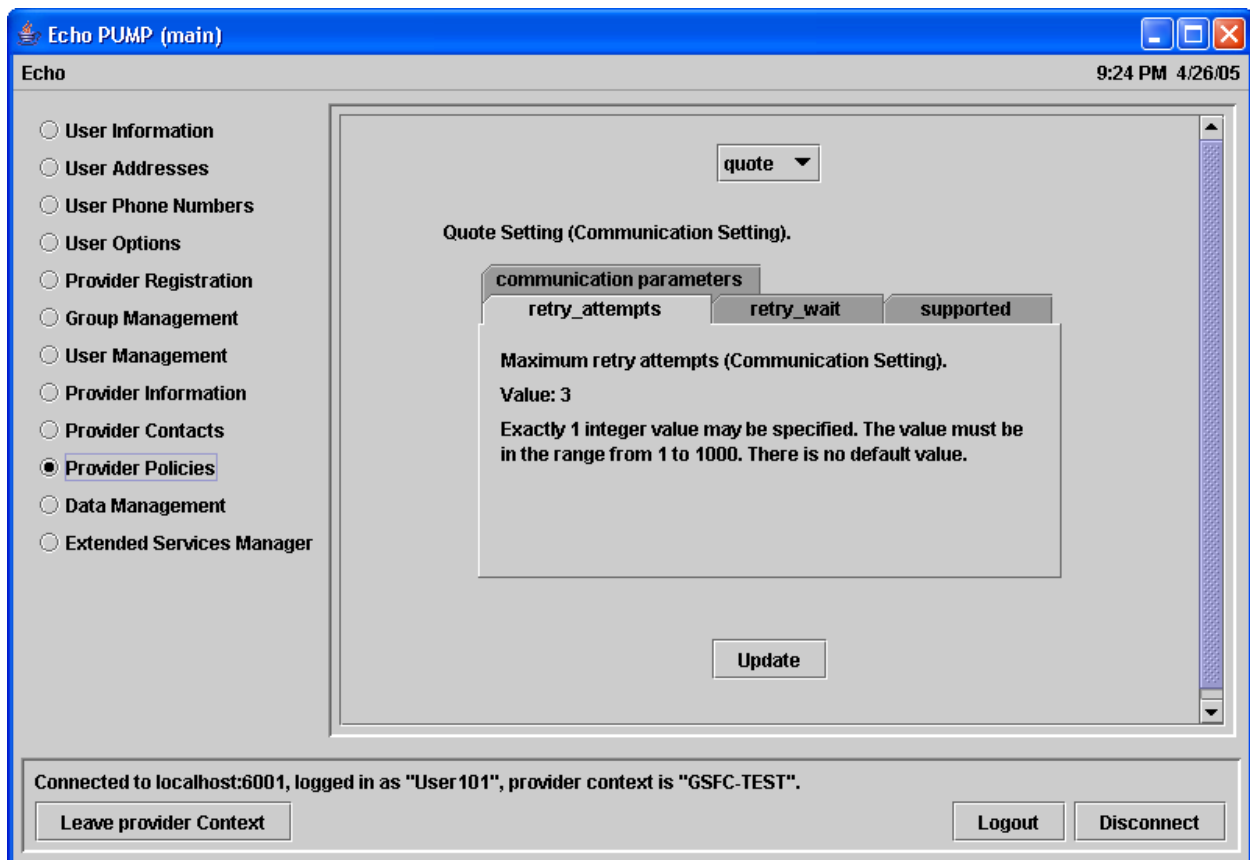 Echo PUMP (main)
Echo
9:24 PM 4/26/05
User Information
User Addresses
User Phone Numbers
User Options
Provider Registration
Group Management
User Management
Provider Information
Provider Contacts
Provider Policies
Data Management
Extended Services Manager
quote
Quote Setting (Communication Setting).
communication parameters
retry_attempts
retry_wait
supported
Maximum retry attempts (Communication Setting).
Value: 3
Exactly 1 integer value may be specified. The value must be
in the range from 1 to 1000. There is no default value.
Update
Connected to localhost:6001, logged in as "User101", provider context is "GSFC-TEST".
Leave provider Context
Logout
Disconnect